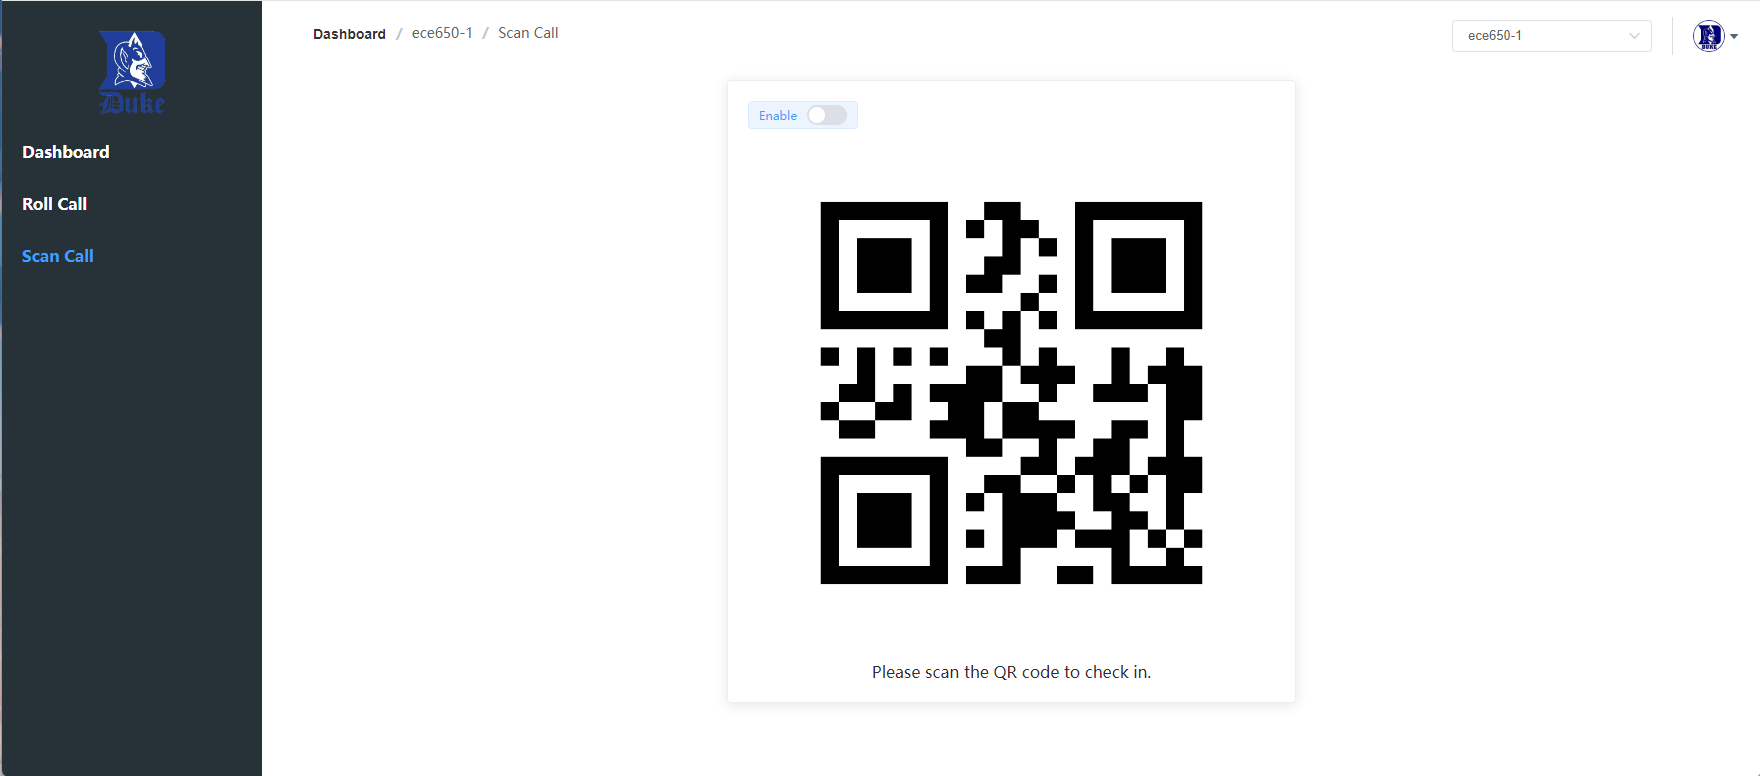 Duke
Dashboard
Roll Call
Scan Call
Dashboard / ece650-1 / Scan Call
ece650-1
D
DUKE
Enable
Please scan the QR code to check in.